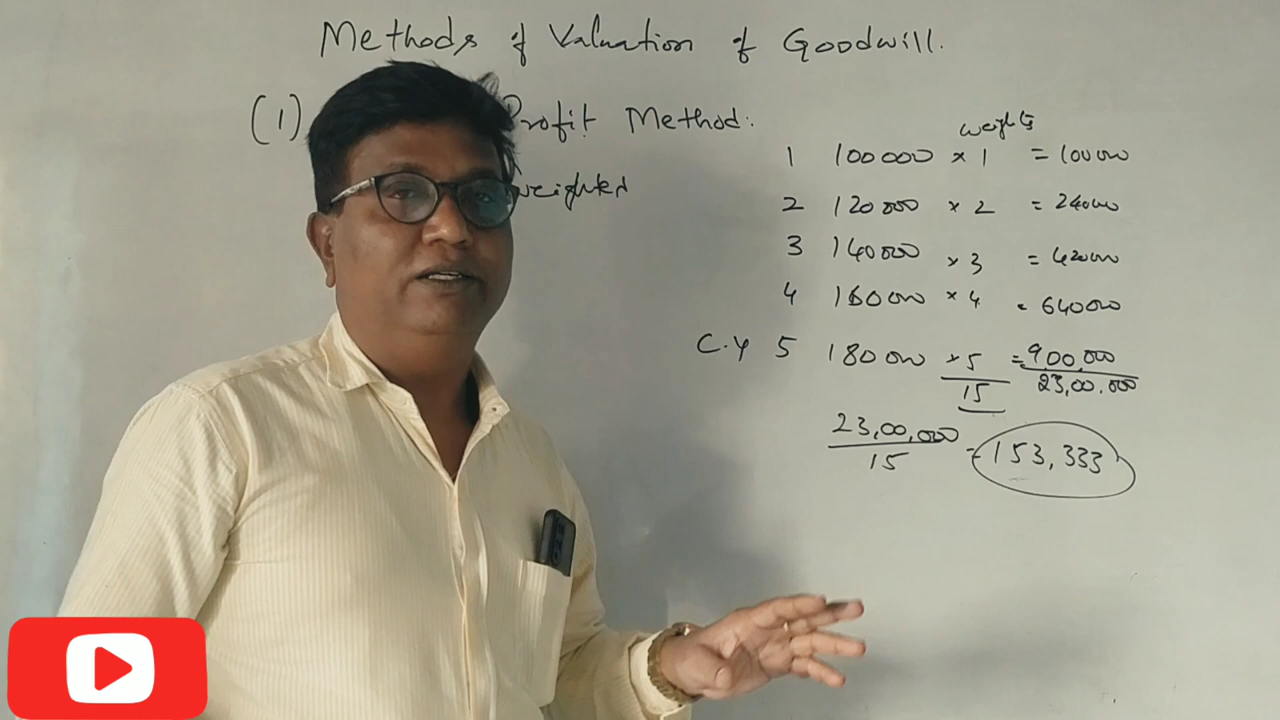 Methods of Valuation of Goodwill.
(1) Profit Method:
weighted
weights
1 100000 × 1 = 100000
2 120000 × 2 = 240000
3 140000 × 3 = 420000
4 160000 × 4 = 640000
C.Y 5 180000 × 5 = 900,000
15 23,00,000
23,00,000
15
= 153,333